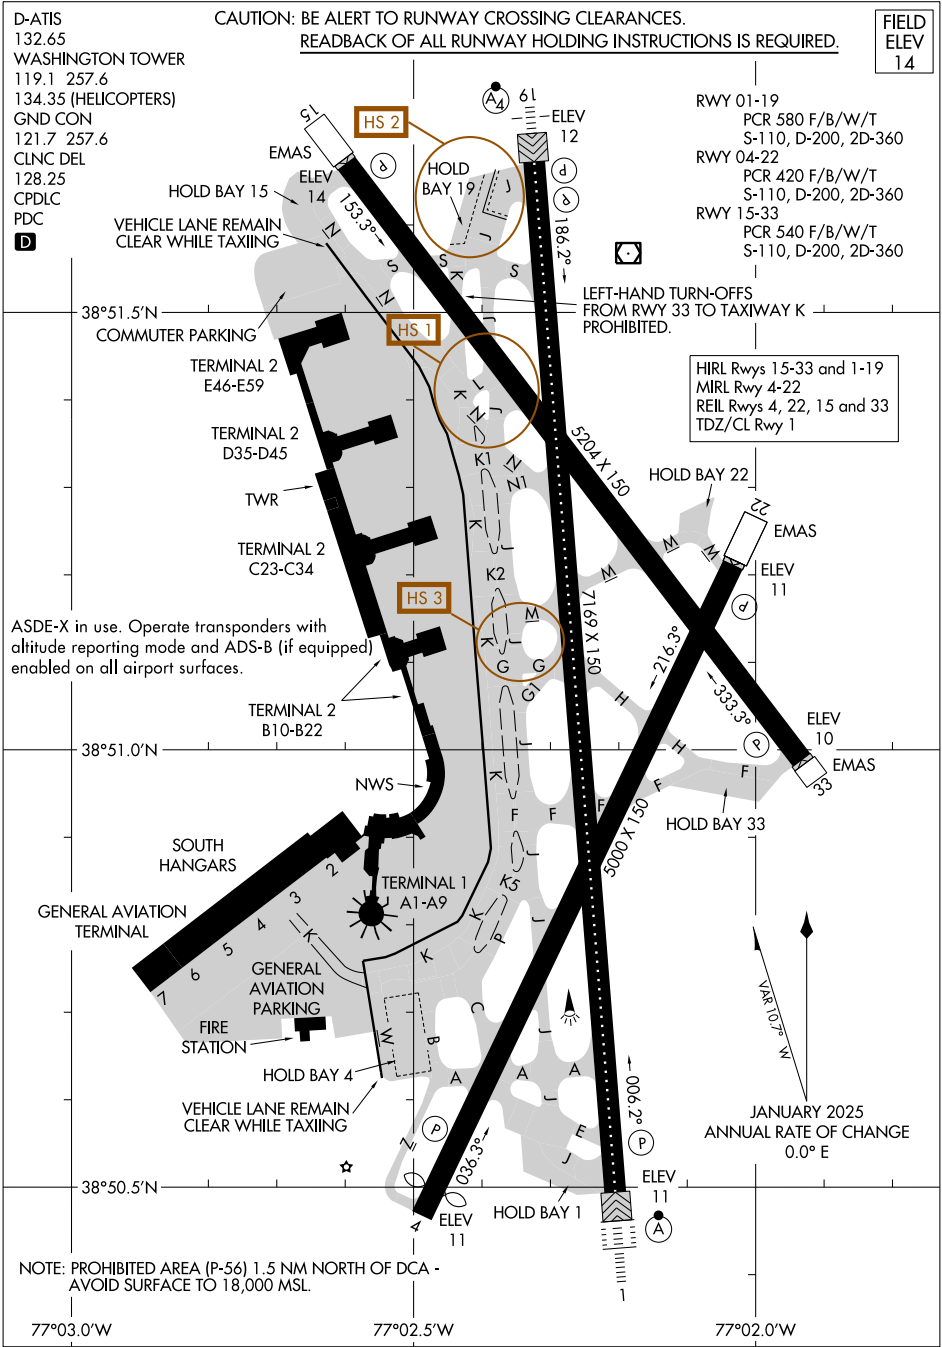 D-ATIS
132.65
WASHINGTON TOWER
119.1 257.6
134.35 (HELICOPTERS)
GND CON
121.7 257.6
CLNC DEL
128.25
CPDLC
PDC
D
CAUTION: BE ALERT TO RUNWAY CROSSING CLEARANCES.
READBACK OF ALL RUNWAY HOLDING INSTRUCTIONS IS REQUIRED.
FIELD
ELEV
14
RWY 01-19
PCR 580 F/B/W/T
S-110, D-200, 2D-360
RWY 04-22
PCR 420 F/B/W/T
S-110, D-200, 2D-360
RWY 15-33
PCR 540 F/B/W/T
S-110, D-200, 2D-360
15
EMAS
ELEV
14
P
HS 2
HOLD
BAY 19
A4
19
ELEV
12
P
P
J
J
HOLD BAY 15
VEHICLE LANE REMAIN
CLEAR WHILE TAXIING
153.3°
186.2°
N
S
S
K
S
N
J
LEFT-HAND TURN-OFFS
FROM RWY 33 TO TAXIWAY K
PROHIBITED.
38°51.5'N
COMMUTER PARKING
HS 1
TERMINAL 2
E46-E59
K
L
N
J
HIRL Rwys 15-33 and 1-19
MIRL Rwy 4-22
REIL Rwys 4, 22, 15 and 33
TDZ/CL Rwy 1
TERMINAL 2
D35-D45
K1
N
N1
5204 X 150
HOLD BAY 22
22
EMAS
TWR
K
J
M
M
M
TERMINAL 2
C23-C34
ELEV
11
P
K2
HS 3
M
K
J
G
G
G1
7169 X 150
216.3°
ASDE-X in use. Operate transponders with
altitude reporting mode and ADS-B (if equipped)
enabled on all airport surfaces.
TERMINAL 2
B10-B22
H
H
333.3°
ELEV
10
P
EMAS
33
38°51.0'N
J
K
F
F
F
F
F
NWS
HOLD BAY 33
5000 X 150
SOUTH
HANGARS
J
K5
TERMINAL 1
A1-A9
2
3
4
5
6
7
GENERAL AVIATION
TERMINAL
K
K
P
J
K
GENERAL
AVIATION
PARKING
VAR 10.7° W
FIRE
STATION
W
B
C
J
HOLD BAY 4
A
A
A
J
006.2°
VEHICLE LANE REMAIN
CLEAR WHILE TAXIING
JANUARY 2025
ANNUAL RATE OF CHANGE
0.0° E
Z
P
036.3°
E
J
P
38°50.5'N
4
ELEV
11
HOLD BAY 1
ELEV
11
A
1
NOTE: PROHIBITED AREA (P-56) 1.5 NM NORTH OF DCA -
AVOID SURFACE TO 18,000 MSL.
77°03.0'W
77°02.5'W
77°02.0'W